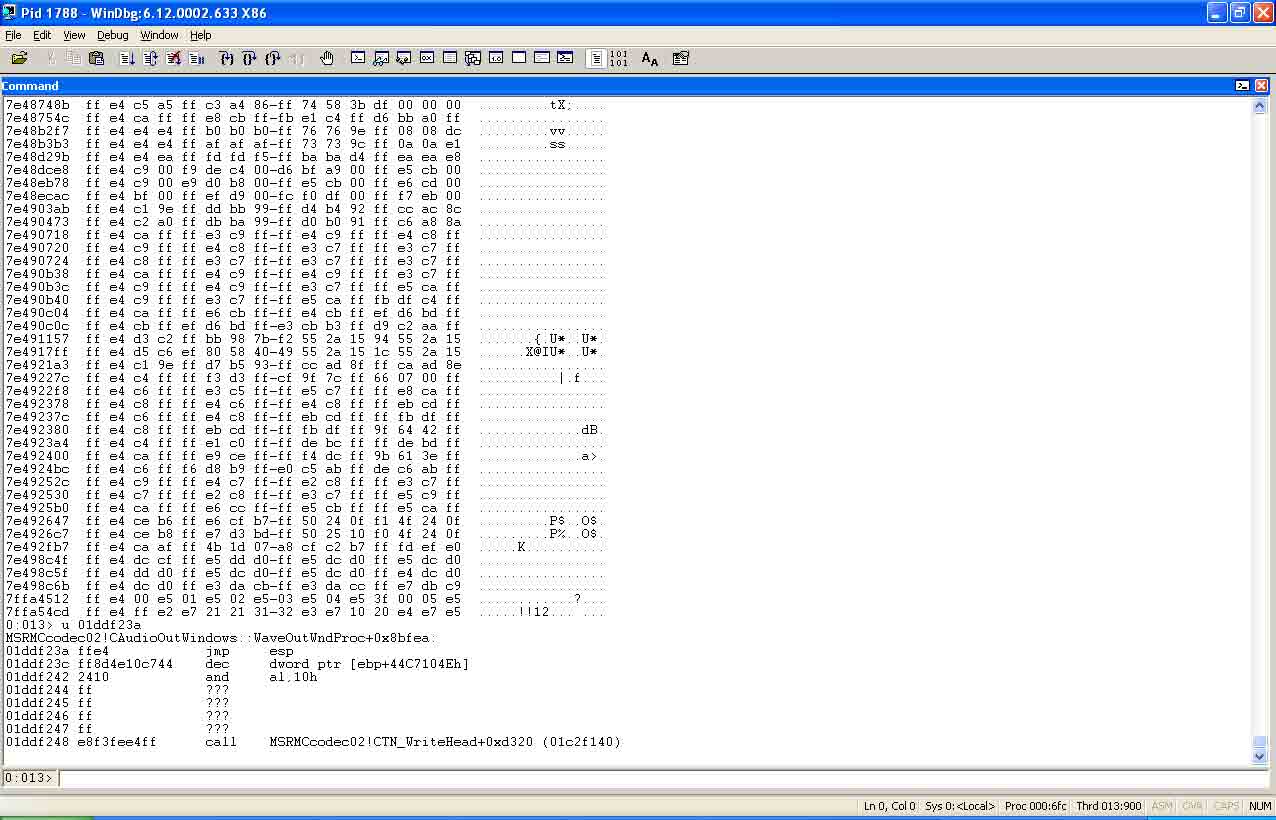 Pid 1788 - WinDbg:6.12.0002.633 X86
File Edit View Debug Window Help
Command
7e48748b ff e4 c5 a5 ff c3 a4 86-ff 74 58 3b df 00 00 00 .........tX;....
7e48754c ff e4 ca ff ff e8 cb ff-fb e1 c4 ff d6 bb a0 ff ................
7e48b2f7 ff e4 e4 e4 ff b0 b0 b0-ff 76 76 9e ff 08 08 dc .........vv.....
7e48b3b3 ff e4 e4 e4 ff af af af-ff 73 73 9c ff 0a 0a e1 .........ss.....
7e48d29b ff e4 e4 ea ff fd fd f5-ff ba ba d4 ff ea ea e8 ................
7e48dce8 ff e4 c9 00 f9 de c4 00-d6 bf a9 00 ff e5 cb 00 ................
7e48eb78 ff e4 c9 00 e9 d0 b8 00-ff e5 cb 00 ff e6 cd 00 ................
7e48ecac ff e4 bf 00 ff ef d9 00-fc f0 df 00 ff f7 eb 00 ................
7e4903ab ff e4 c1 9e ff dd bb 99-ff d4 b4 92 ff cc ac 8c ................
7e490473 ff e4 c2 a0 ff db ba 99-ff d0 b0 91 ff c6 a8 8a ................
7e490718 ff e4 ca ff ff e3 c9 ff-ff e4 c9 ff ff e4 c8 ff ................
7e490720 ff e4 c9 ff ff e4 c8 ff-ff e3 c7 ff ff e3 c7 ff ................
7e490724 ff e4 c8 ff ff e3 c7 ff-ff e3 c7 ff ff e3 c7 ff ................
7e490b38 ff e4 ca ff ff e4 c9 ff-ff e4 c9 ff ff e3 c7 ff ................
7e490b3c ff e4 c9 ff ff e4 c9 ff-ff e3 c7 ff ff e5 ca ff ................
7e490b40 ff e4 c9 ff ff e3 c7 ff-ff e5 ca ff fb df c4 ff ................
7e490c04 ff e4 ca ff ff e6 cb ff-ff e4 cb ff ef d6 bd ff ................
7e490c0c ff e4 cb ff ef d6 bd ff-e3 cb b3 ff d9 c2 aa ff ................
7e491157 ff e4 d3 c2 ff bb 98 7b-f2 55 2a 15 94 55 2a 15 .......{.U*..U*.
7e4917ff ff e4 d5 c6 ef 80 58 40-49 55 2a 15 1c 55 2a 15 ......X@IU*..U*.
7e4921a3 ff e4 c1 9e ff d7 b5 93-ff cc ad 8f ff ca ad 8e ................
7e49227c ff e4 c4 ff ff f3 d3 ff-cf 9f 7c ff 66 07 00 ff ..........|.f...
7e4922f8 ff e4 c6 ff ff e3 c5 ff-ff e5 c7 ff ff e8 ca ff ................
7e492378 ff e4 c8 ff ff e4 c6 ff-ff e4 c8 ff ff eb cd ff ................
7e49237c ff e4 c6 ff ff e4 c8 ff-ff eb cd ff ff fb df ff ................
7e492380 ff e4 c8 ff ff eb cd ff-ff fb df ff 9f 64 42 ff .............dB.
7e4923a4 ff e4 c4 ff ff e1 c0 ff-ff de bc ff ff de bd ff ................
7e492400 ff e4 ca ff ff e9 ce ff-ff f4 dc ff 9b 61 3e ff .............a>.
7e4924bc ff e4 c6 ff f6 d8 b9 ff-e0 c5 ab ff de c6 ab ff ................
7e49252c ff e4 c9 ff ff e4 c7 ff-ff e2 c8 ff ff e3 c7 ff ................
7e492530 ff e4 c7 ff ff e2 c8 ff-ff e3 c7 ff ff e5 c9 ff ................
7e4925b0 ff e4 ca ff ff e6 cc ff-ff e5 cb ff ff e5 ca ff ................
7e492647 ff e4 ce b6 ff e6 cf b7-ff 50 24 0f f1 4f 24 0f .........P$..O$.
7e4926c7 ff e4 ce b8 ff e7 d3 bd-ff 50 25 10 f0 4f 24 0f .........P%..O$.
7e492fb7 ff e4 ca af ff 4b 1d 07-a8 cf c2 b7 ff fd ef e0 .....K..........
7e498c4f ff e4 dc cf ff e5 dd d0-ff e5 dc d0 ff e5 dc d0 ................
7e498c5f ff e4 dd d0 ff e5 dc d0-ff e5 dc d0 ff e4 dc d0 ................
7e498c6b ff e4 dc d0 ff e3 da cb-ff e3 da cc ff e7 db c9 ................
7ffa4512 ff e4 00 e5 01 e5 02 e5-03 e5 04 e5 3f 00 05 e5 ............?...
7ffa54cd ff e4 ff e2 e7 21 21 31-32 e3 e7 10 20 e4 e7 e5 .....!!12... ...
0:013> u 01ddf23a
MSRMCcodec02!CAudioOutWindows::WaveOutWndProc+0x8bfea:
01ddf23a ffe4 jmp esp
01ddf23c ff8d4e10c744 dec dword ptr [ebp+44C7104Eh]
01ddf242 2410 and al,10h
01ddf244 ff ???
01ddf245 ff ???
01ddf246 ff ???
01ddf247 ff ???
01ddf248 e8f3fee4ff call MSRMCcodec02!CTN_WriteHead+0xd320 (01c2f140)
0:013>
Ln 0, Col 0 Sys 0:<Local> Proc 000:6fc Thrd 013:900 ASM OVR CAPS NUM